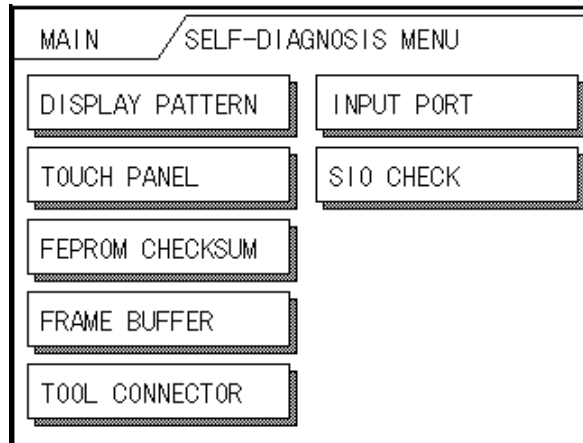 MAIN
SELF-DIAGNOSIS MENU
DISPLAY PATTERN
INPUT PORT
TOUCH PANEL
SIO CHECK
FEPROM CHECKSUM
FRAME BUFFER
TOOL CONNECTOR